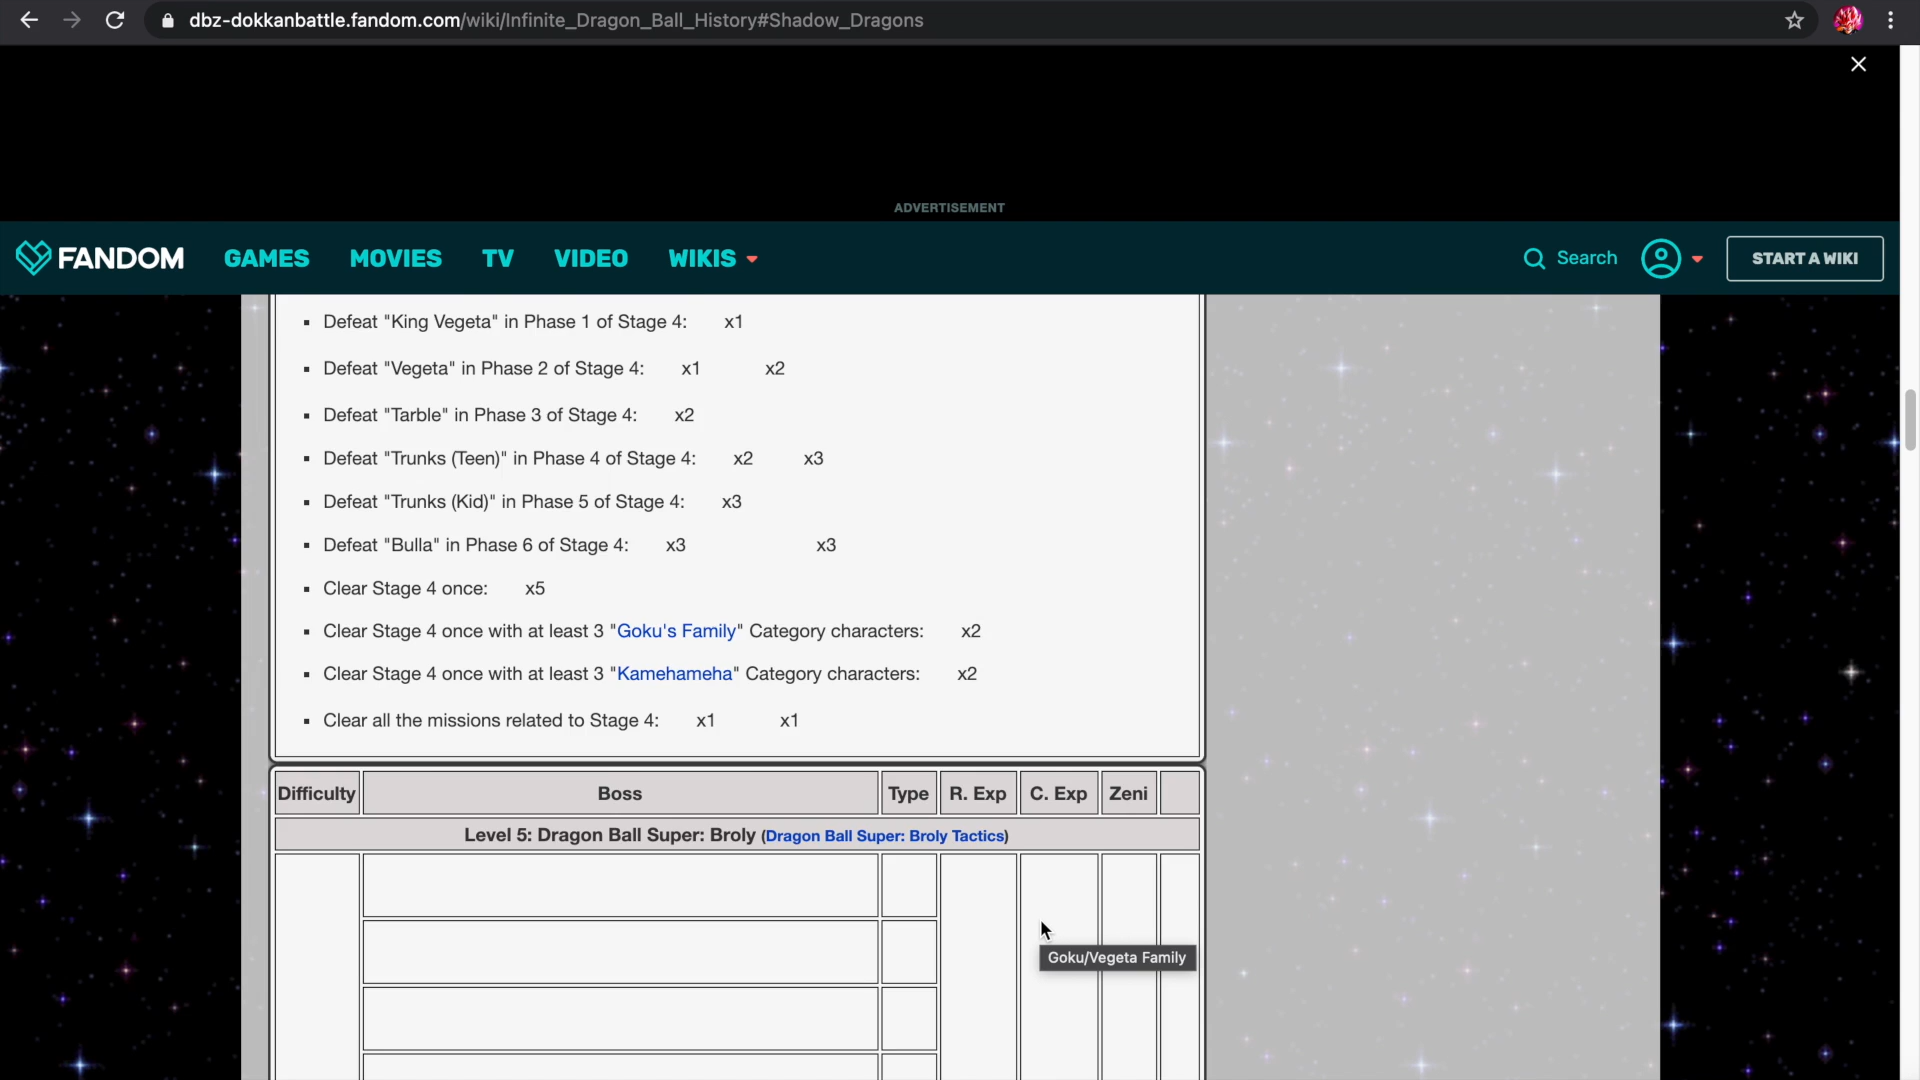 dbz-dokkanbattle.fandom.com/wiki/Infinite_Dragon_Ball_History#Shadow_Dragons
ADVERTISEMENT
FANDOM GAMES MOVIES TV VIDEO WIKIS Search START A WIKI
Defeat "King Vegeta" in Phase 1 of Stage 4: x1
Defeat "Vegeta" in Phase 2 of Stage 4: x1 x2
Defeat "Tarble" in Phase 3 of Stage 4: x2
Defeat "Trunks (Teen)" in Phase 4 of Stage 4: x2 x3
Defeat "Trunks (Kid)" in Phase 5 of Stage 4: x3
Defeat "Bulla" in Phase 6 of Stage 4: x3 x3
Clear Stage 4 once: x5
Clear Stage 4 once with at least 3 "Goku's Family" Category characters: x2
Clear Stage 4 once with at least 3 "Kamehameha" Category characters: x2
Clear all the missions related to Stage 4: x1 x1
Difficulty Boss Type R. Exp C. Exp Zeni
Level 5: Dragon Ball Super: Broly (Dragon Ball Super: Broly Tactics)
Goku/Vegeta Family